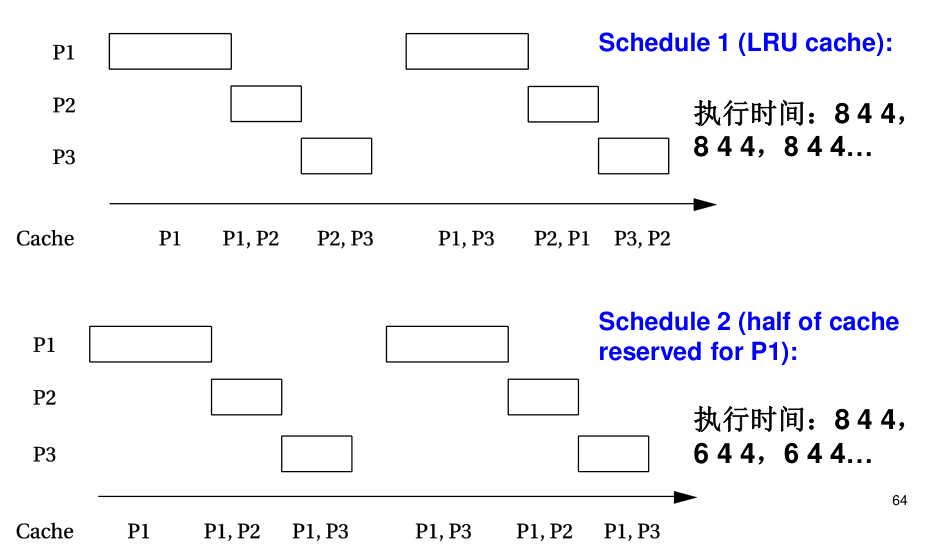 Schedule 1 (LRU cache):
P1
P2
P3
执行时间：8 4 4，
8 4 4，8 4 4…
Cache P1 P1, P2 P2, P3 P1, P3 P2, P1 P3, P2
Schedule 2 (half of cache
reserved for P1):
P1
P2
P3
执行时间：8 4 4，
6 4 4，6 4 4…
64
Cache P1 P1, P2 P1, P3 P1, P3 P1, P2 P1, P3